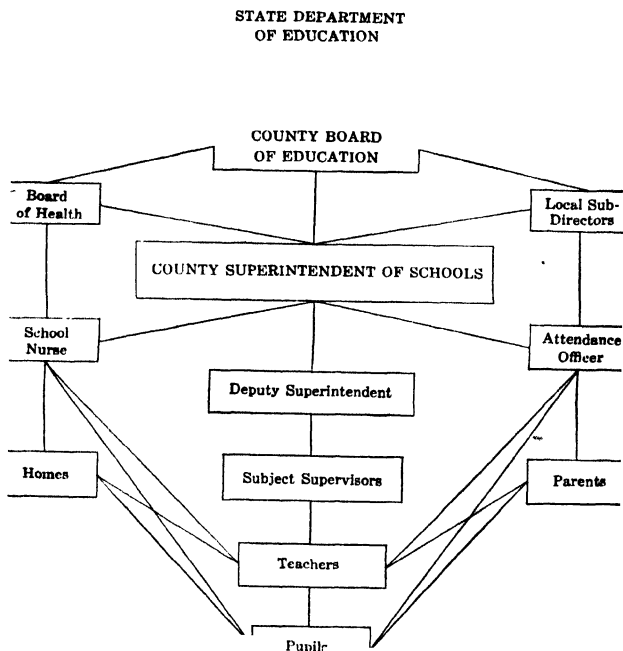 STATE DEPARTMENT
OF EDUCATION
COUNTY BOARD
OF EDUCATION
Board
of Health
Local Sub-
Directors
COUNTY SUPERINTENDENT OF SCHOOLS
School
Nurse
Attendance
Officer
Deputy Superintendent
Homes
Subject Supervisors
Parents
Teachers
Pupils